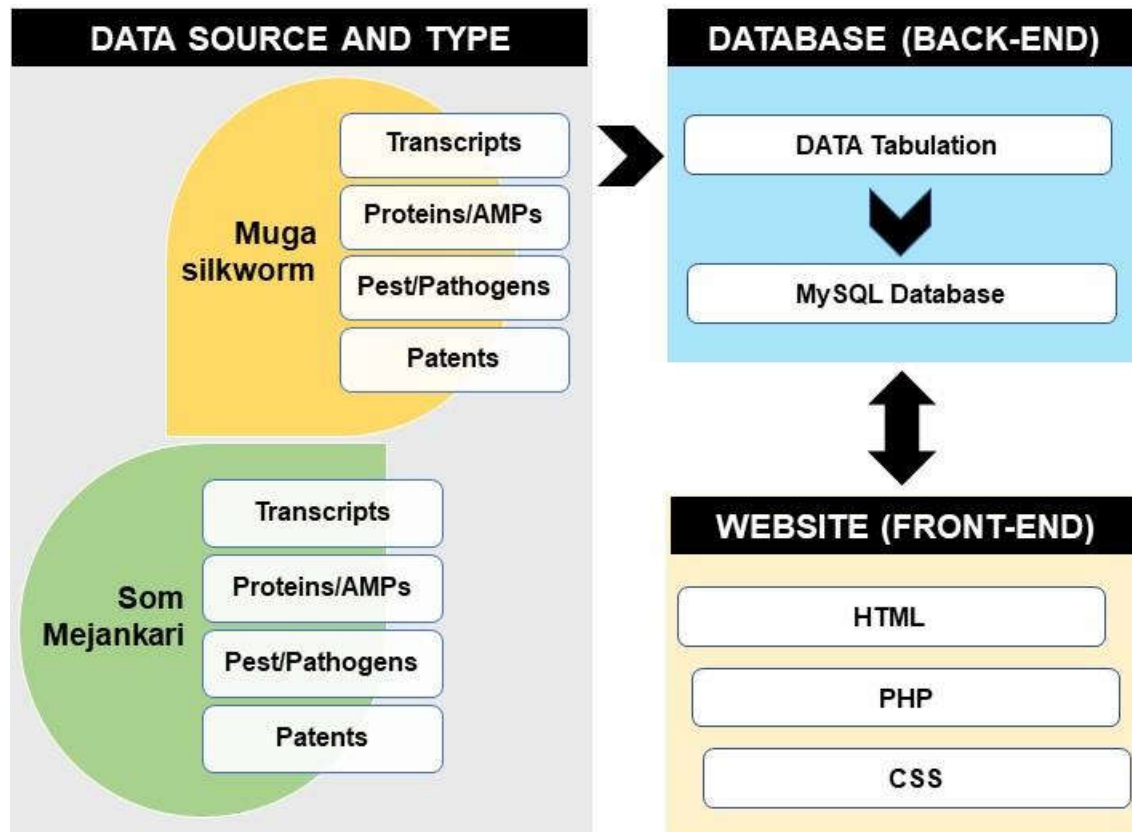 DATA SOURCE AND TYPE
Muga
silkworm
Transcripts
Proteins/AMPs
Pest/Pathogens
Patents
Som
Mejankari
Transcripts
Proteins/AMPs
Pest/Pathogens
Patents
DATABASE (BACK-END)
DATA Tabulation
MySQL Database
WEBSITE (FRONT-END)
HTML
PHP
CSS